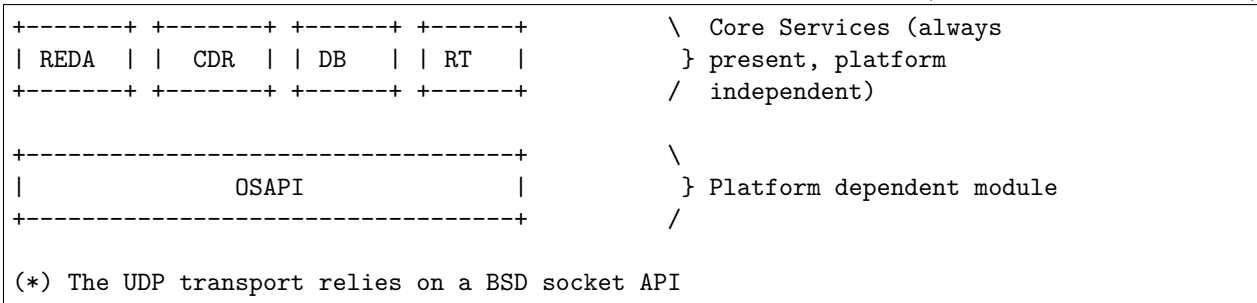 +-------+ +-------+ +------+ +------+          \  Core Services (always
| REDA  | |  CDR  | | DB   | | RT   |           } present, platform
+-------+ +-------+ +------+ +------+          /  independent)
+-----------------------------------+          \
|               OSAPI               |           } Platform dependent module
+-----------------------------------+          /
(*) The UDP transport relies on a BSD socket API